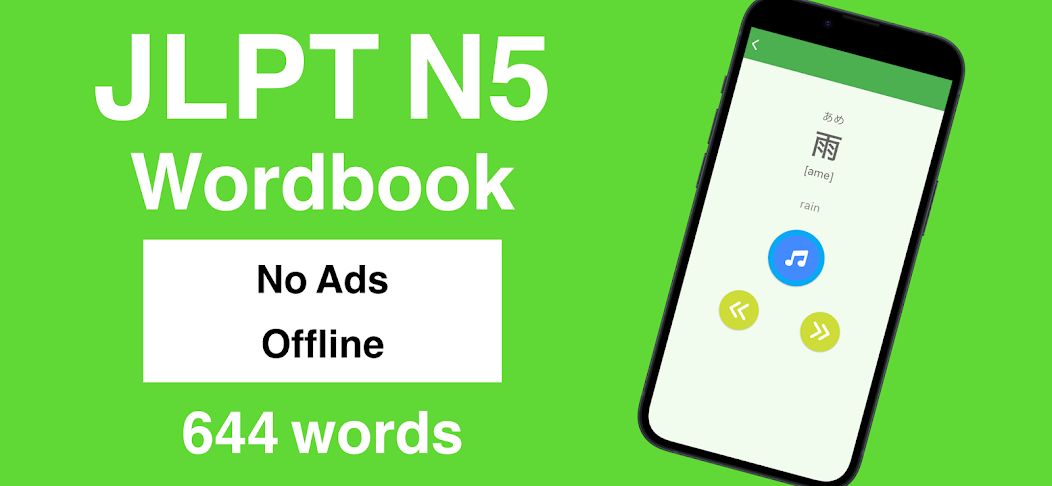 JLPT N5
Wordbook
No Ads
Offline
644 words
あめ
雨
[ame]
rain